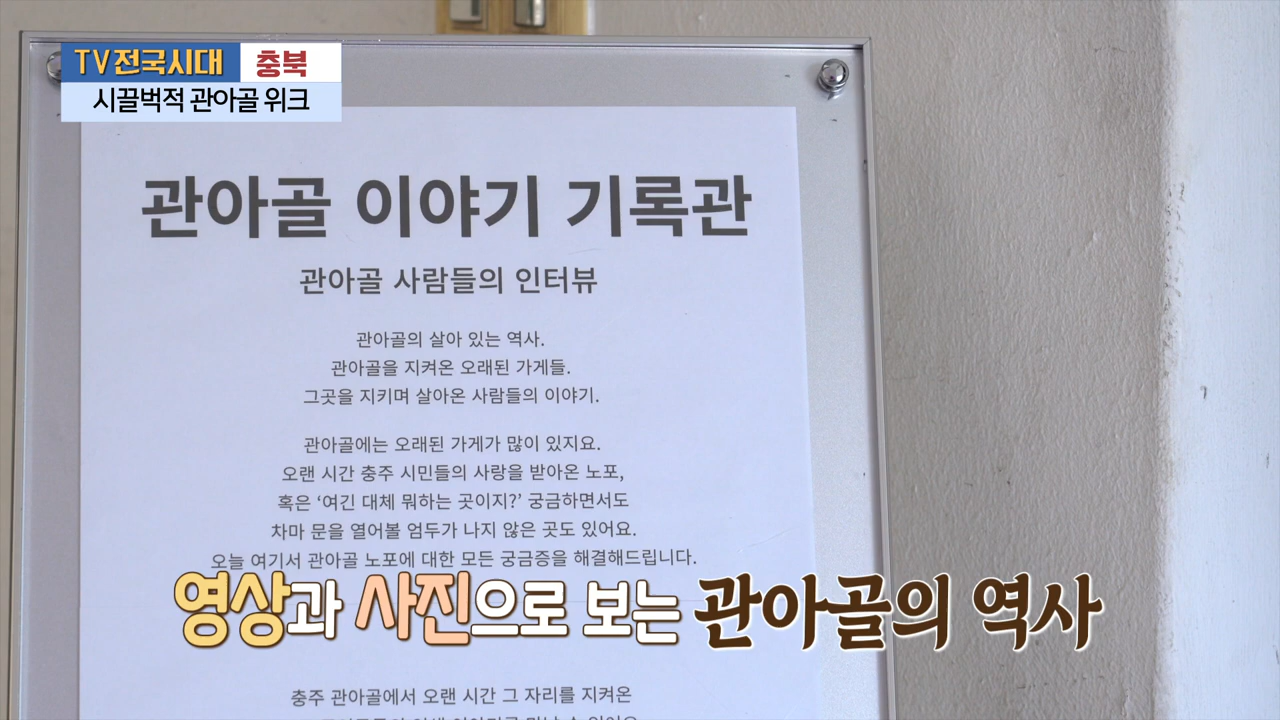 TV전국시대 충북
시끌벅적 관아골 위크
관아골 이야기 기록관
관아골 사람들의 인터뷰
관아골의 살아 있는 역사.
관아골을 지켜온 오래된 가게들.
그곳을 지키며 살아온 사람들의 이야기.
관아골에는 오래된 가게가 많이 있지요.
오랜 시간 충주 시민들의 사랑을 받아온 노포,
혹은 ‘여긴 대체 뭐하는 곳이지?’ 궁금하면서도
차마 문을 열어볼 엄두가 나지 않은 곳도 있어요.
오늘 여기서 관아골 노포에 대한 모든 궁금증을 해결해드립니다.
영상과 사진으로 보는 관아골의 역사
충주 관아골에서 오랜 시간 그 자리를 지켜온